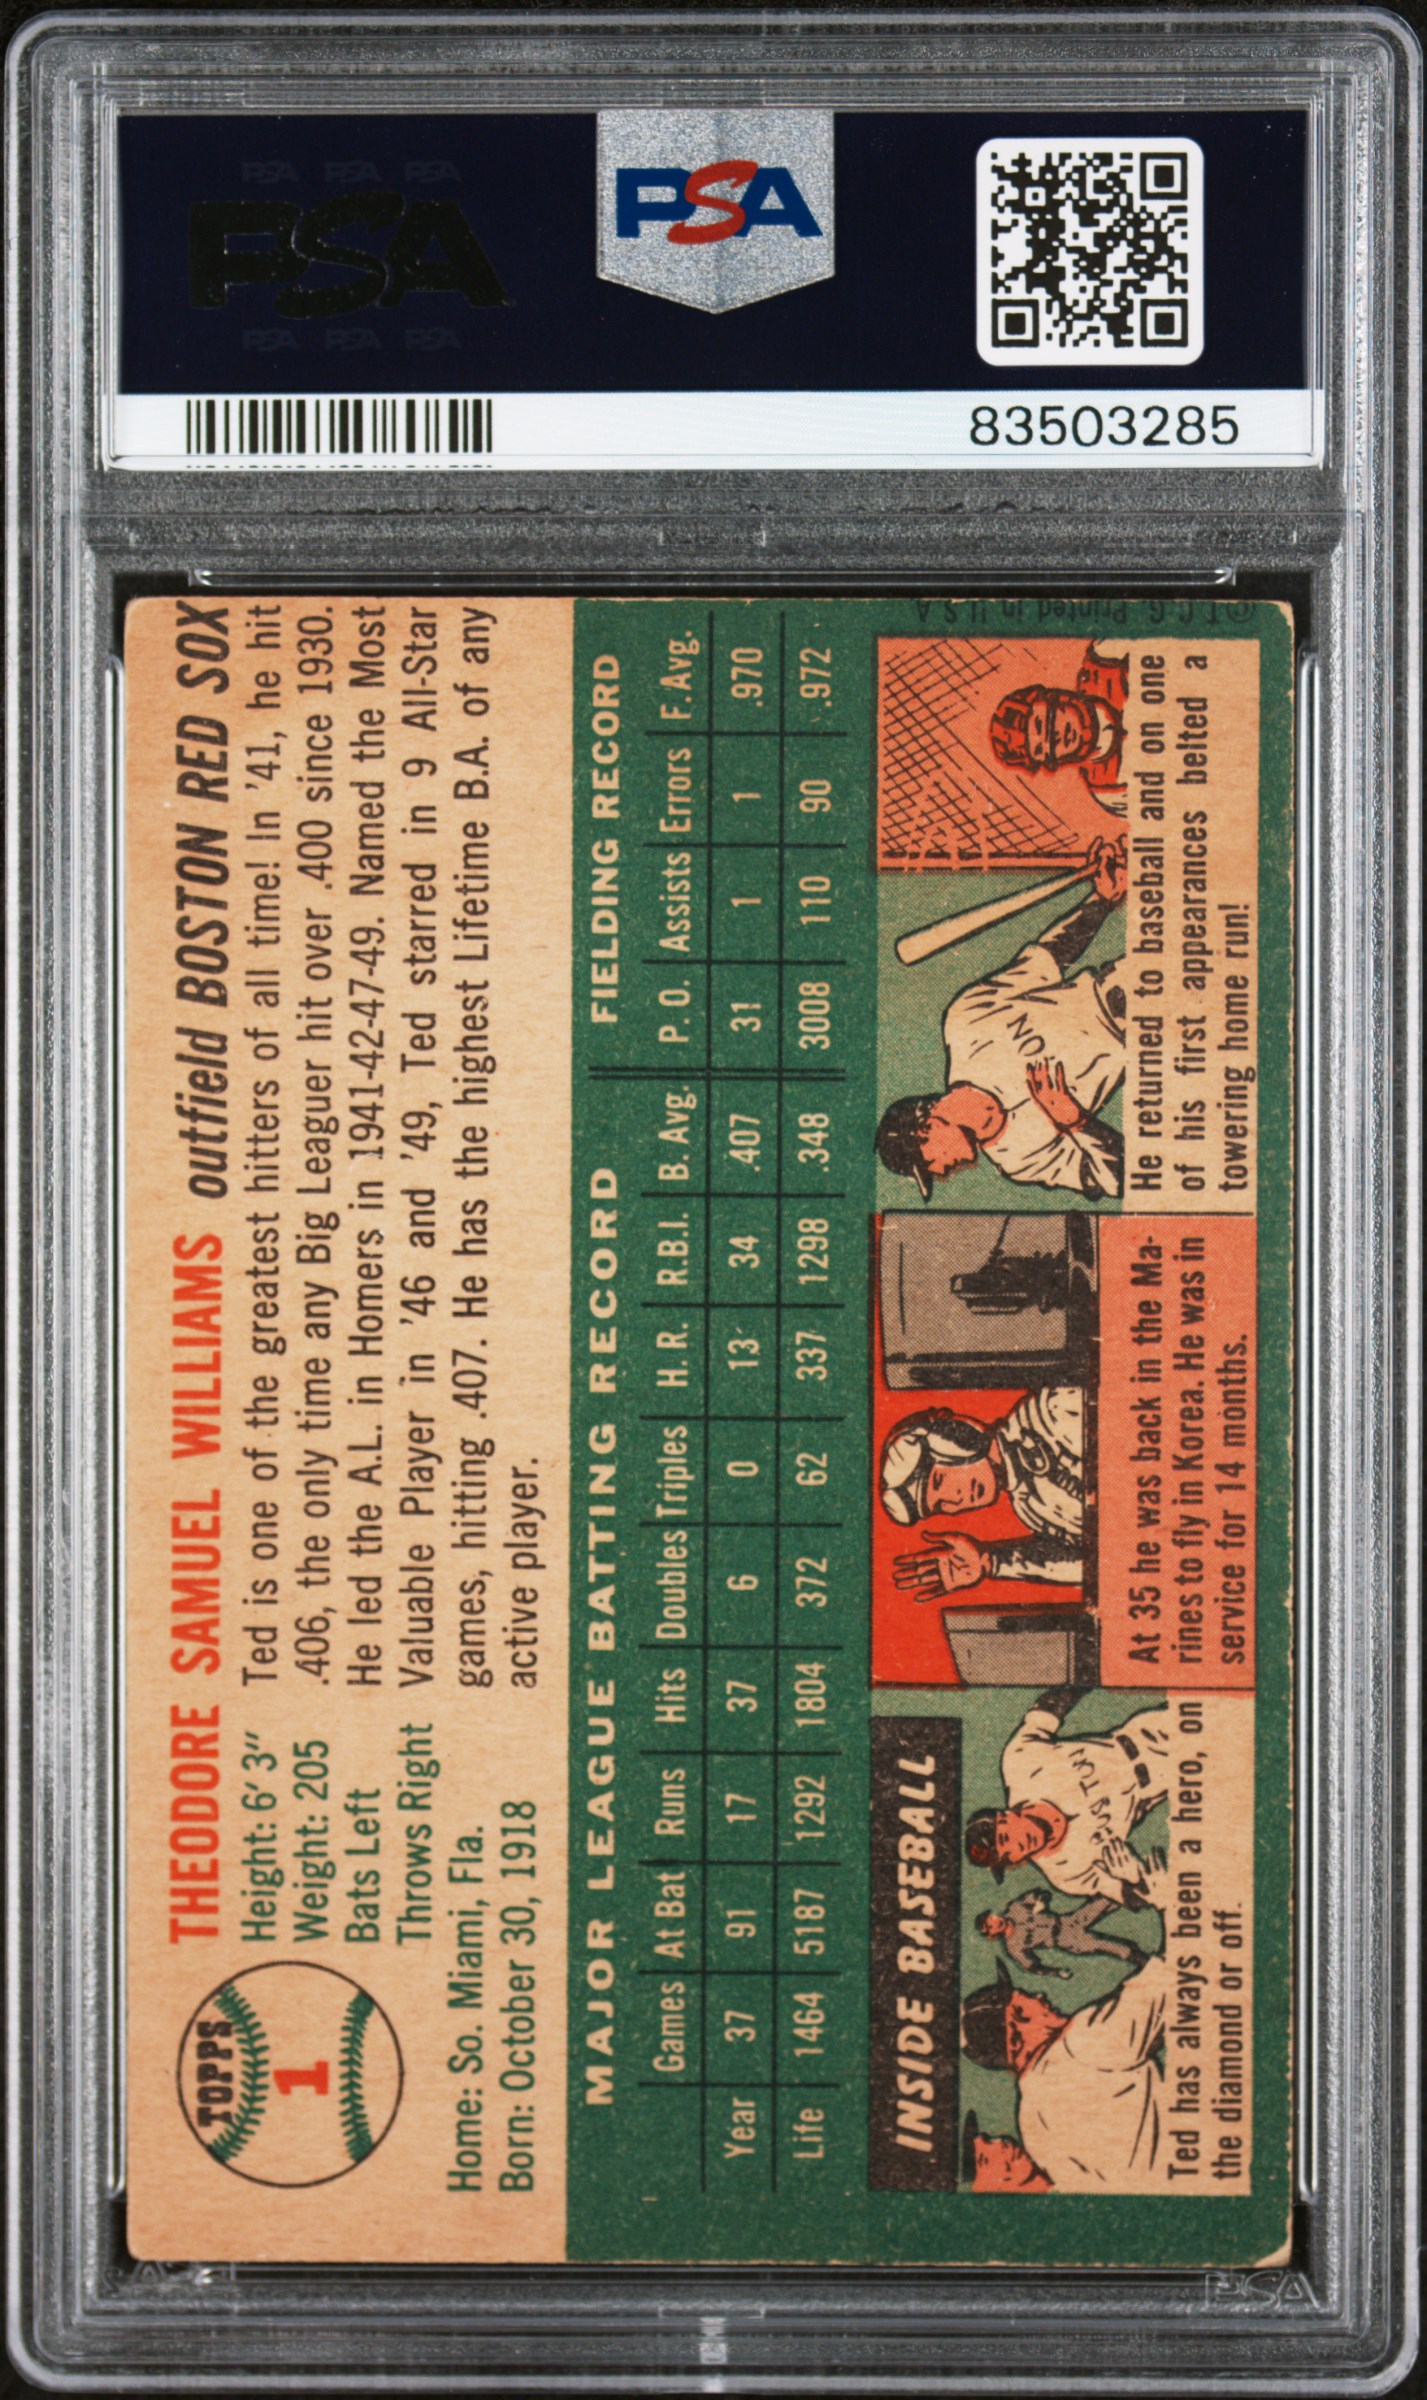 PSA PSA PSA
PSA
PSA PSA PSA
PSA
83503285
TOPPS
1
THEODORE SAMUEL WILLIAMS outfield BOSTON RED SOX
Height: 6' 3"
Weight: 205
Bats Left
Throws Right
Home: So. Miami, Fla.
Born: October 30, 1918
Ted is one of the greatest hitters of all time! In '41, he hit
.406, the only time any Big Leaguer hit over .400 since 1930.
He led the A.L. in Homers in 1941-42-47-49. Named the Most
Valuable Player in '46 and '49, Ted starred in 9 All-Star
games, hitting .407. He has the highest Lifetime B.A. of any
active player.
MAJOR LEAGUE BATTING RECORD FIELDING RECORD
Games At Bat Runs Hits Doubles Triples H. R. R.B.I. B. Avg. P. O. Assists Errors F. Avg.
Year 37 91 17 37 6 0 13 34 .407 31 1 1 .970
Life 1464 5187 1292 1804 372 62 337 1298 .348 3008 110 90 .972
INSIDE BASEBALL
Ted has always been a hero, on
the diamond or off.
At 35 he was back in the Ma-
rines to fly in Korea. He was in
service for 14 months.
He returned to baseball and on one
of his first appearances belted a
towering home run!
© T.C.G. Printed in U.S.A
PSA